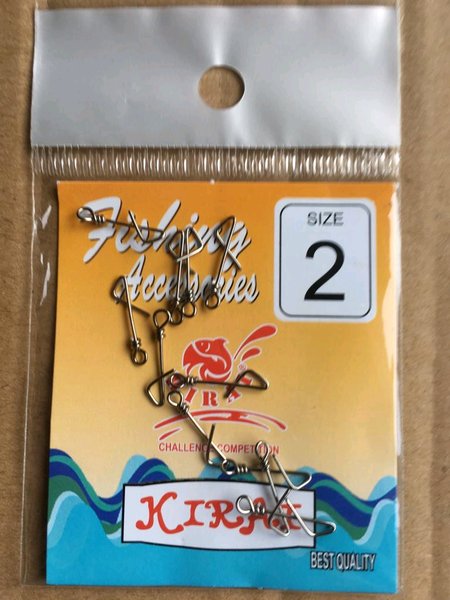 Fishing
Accessories
SIZE
2
CHALLENGE COMPETITION
BEST QUALITY